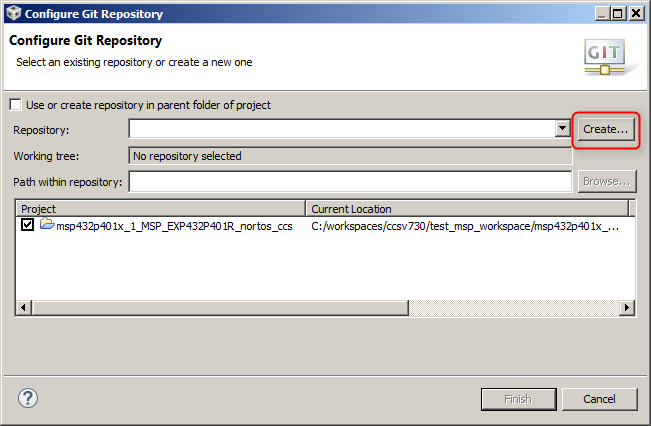 Configure Git Repository
Configure Git Repository
Select an existing repository or create a new one
GIT
Use or create repository in parent folder of project
Repository:
Create...
Working tree:
No repository selected
Path within repository:
Browse...
Project
Current Location
msp432p401x_1_MSP_EXP432P401R_nortos_ccs
C:/workspaces/ccsv730/test_msp_workspace/msp432p401x_...
?
Finish
Cancel